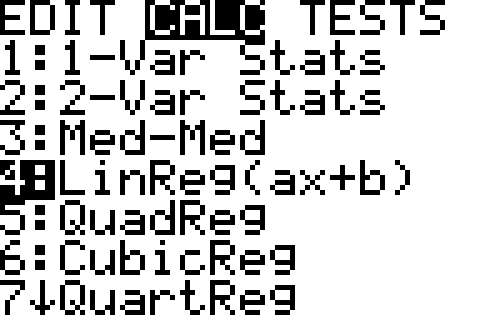 EDIT CALC TESTS
1:1-Var Stats
2:2-Var Stats
3:Med-Med
4:LinReg(ax+b)
5:QuadReg
6:CubicReg
7↓QuartReg